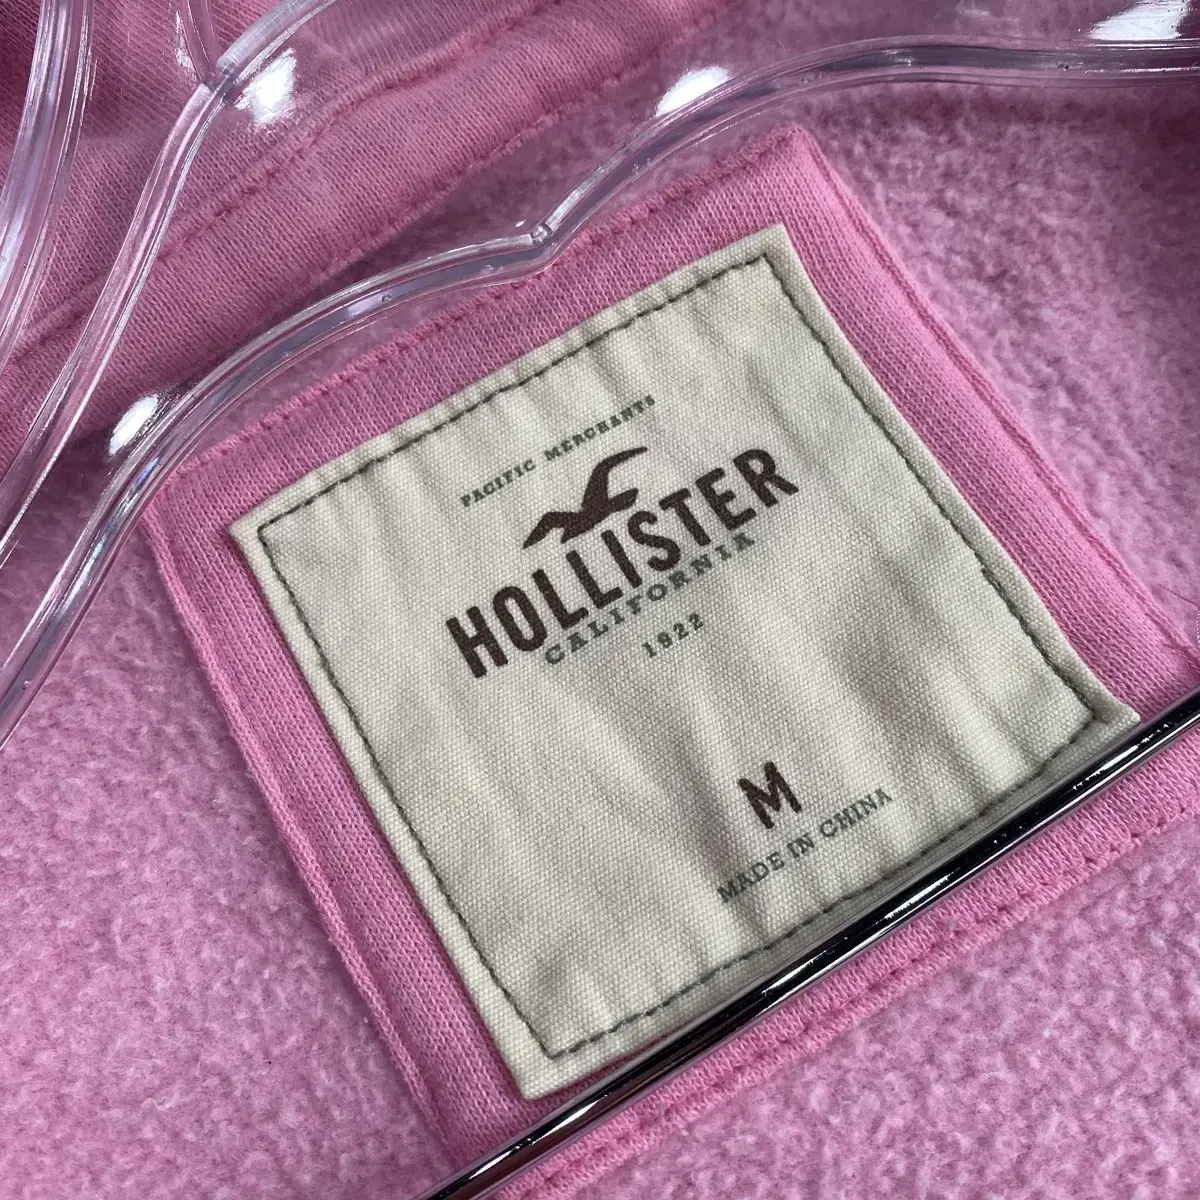 PACIFIC MERCHANTS
HOLLISTER
CALIFORNIA
1922
M
MADE IN CHINA